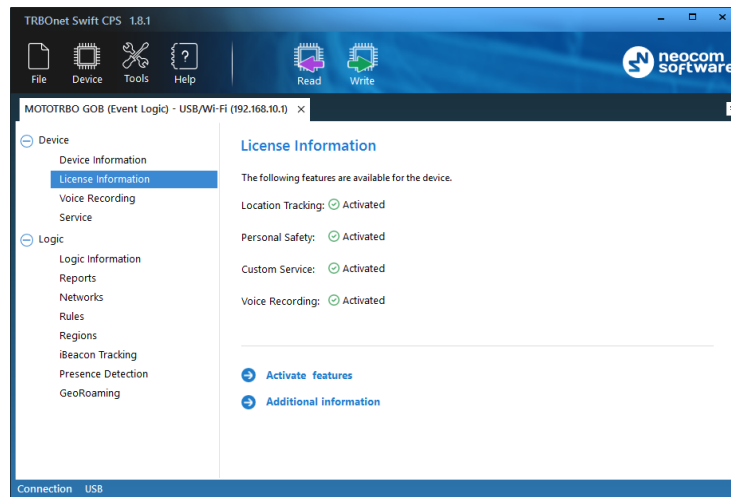 TRBOnet Swift CPS 1.8.1
File Device Tools Help Read Write
neocom
software
MOTOTRBO GOB (Event Logic) - USB/Wi-Fi (192.168.10.1)
Device
Device Information
License Information
Voice Recording
Service
Logic
Logic Information
Reports
Networks
Rules
Regions
iBeacon Tracking
Presence Detection
GeoRoaming
License Information
The following features are available for the device.
Location Tracking: Activated
Personal Safety: Activated
Custom Service: Activated
Voice Recording: Activated
Activate features
Additional information
Connection USB